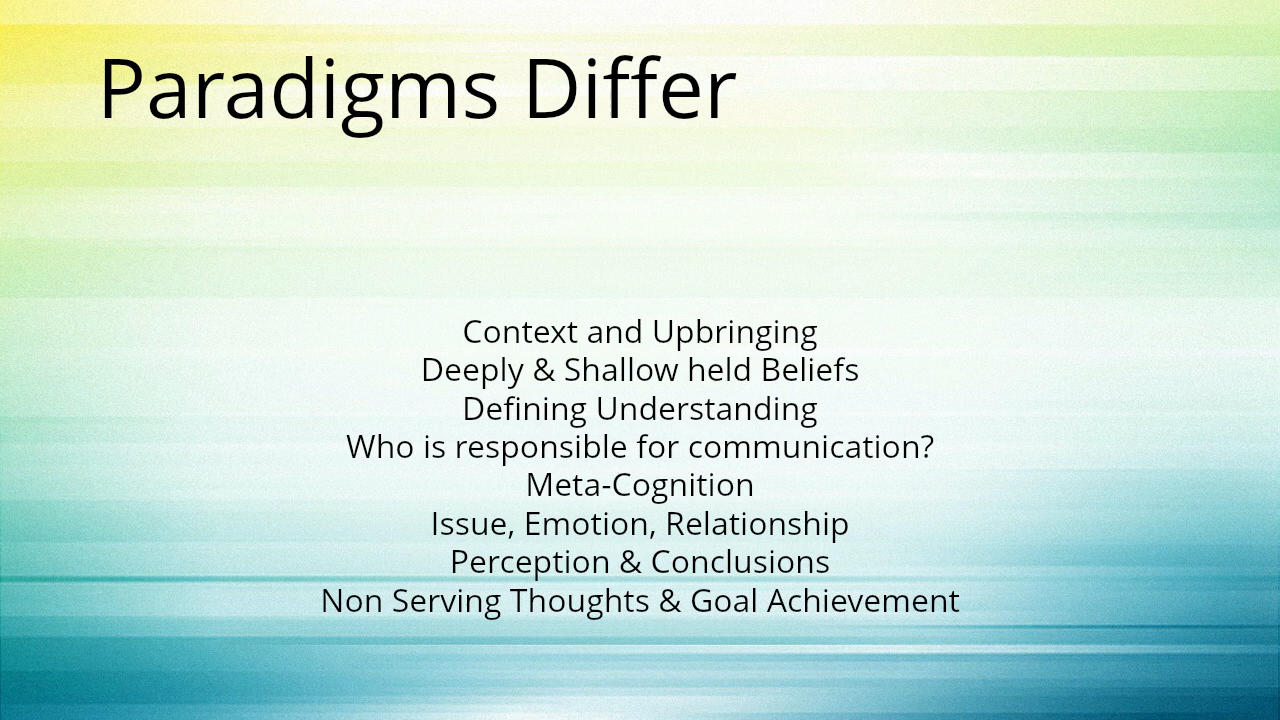 Paradigms Differ
Context and Upbringing
Deeply & Shallow held Beliefs
Defining Understanding
Who is responsible for communication?
Meta-Cognition
Issue, Emotion, Relationship
Perception & Conclusions
Non Serving Thoughts & Goal Achievement